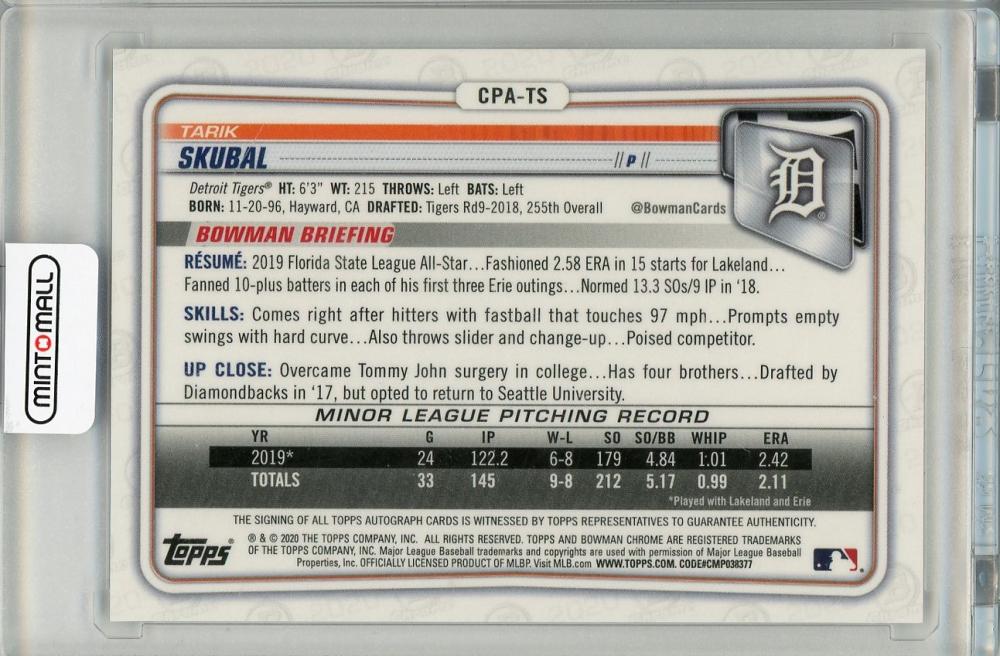 CPA-TS
TARIK
SKUBAL // P //
Detroit Tigers® HT: 6'3" WT: 215 THROWS: Left BATS: Left
BORN: 11-20-96, Hayward, CA DRAFTED: Tigers Rd9-2018, 255th Overall @BowmanCards
D ®
BOWMAN BRIEFING
RÉSUMÉ: 2019 Florida State League All-Star...Fashioned 2.58 ERA in 15 starts for Lakeland...
Fanned 10-plus batters in each of his first three Erie outings...Normed 13.3 SOs/9 IP in '18.
SKILLS: Comes right after hitters with fastball that touches 97 mph...Prompts empty
swings with hard curve...Also throws slider and change-up...Poised competitor.
UP CLOSE: Overcame Tommy John surgery in college...Has four brothers...Drafted by
Diamondbacks in '17, but opted to return to Seattle University.
MINOR LEAGUE PITCHING RECORD
YR G IP W-L SO SO/BB WHIP ERA
2019* 24 122.2 6-8 179 4.84 1.01 2.42
TOTALS 33 145 9-8 212 5.17 0.99 2.11
*Played with Lakeland and Erie
THE SIGNING OF ALL TOPPS AUTOGRAPH CARDS IS WITNESSED BY TOPPS REPRESENTATIVES TO GUARANTEE AUTHENTICITY.
topps®
® & © 2020 THE TOPPS COMPANY, INC. ALL RIGHTS RESERVED. TOPPS AND BOWMAN CHROME ARE REGISTERED TRADEMARKS
OF THE TOPPS COMPANY, INC. Major League Baseball trademarks and copyrights are used with permission of Major League Baseball
Properties, Inc. OFFICIALLY LICENSED PRODUCT OF MLBP. Visit MLB.com WWW.TOPPS.COM. CODE#CMP038377
MINTOMALL